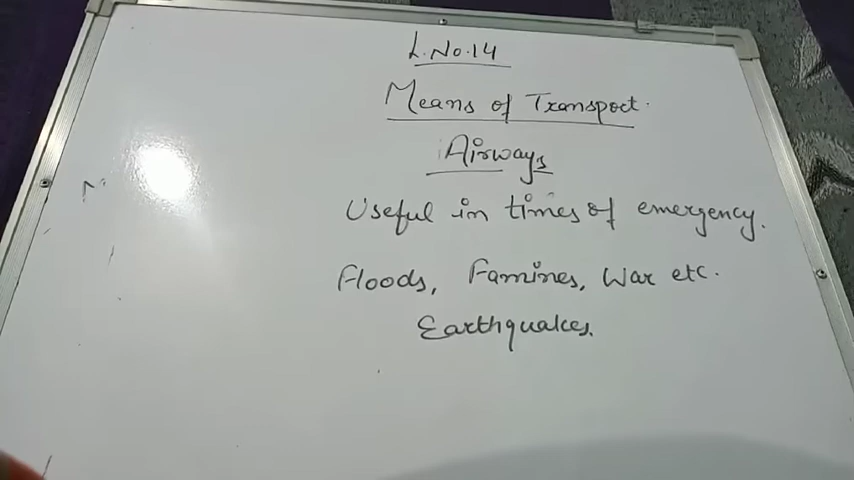 L.No.14
Means of Transport.
Airways
Useful in times of emergency.
Floods, Famines, War etc.
Earthquakes.